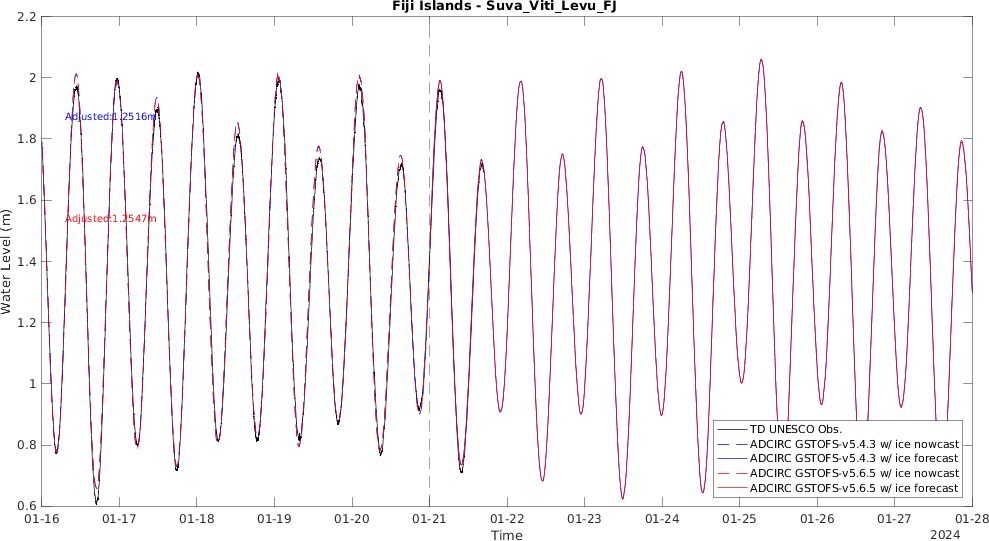 Fiji Islands - Suva_Viti_Levu_FJ
2.2
2
1.8
1.6
1.4
1.2
1
0.8
0.6
Water Level (m)
Adjusted:1.2516m
Adjusted:1.2547m
TD UNESCO Obs.
ADCIRC GSTOFS-v5.4.3 w/ ice nowcast
ADCIRC GSTOFS-v5.4.3 w/ ice forecast
ADCIRC GSTOFS-v5.6.5 w/ ice nowcast
ADCIRC GSTOFS-v5.6.5 w/ ice forecast
01-16 01-17 01-18 01-19 01-20 01-21 01-22 01-23 01-24 01-25 01-26 01-27 01-28
Time
2024